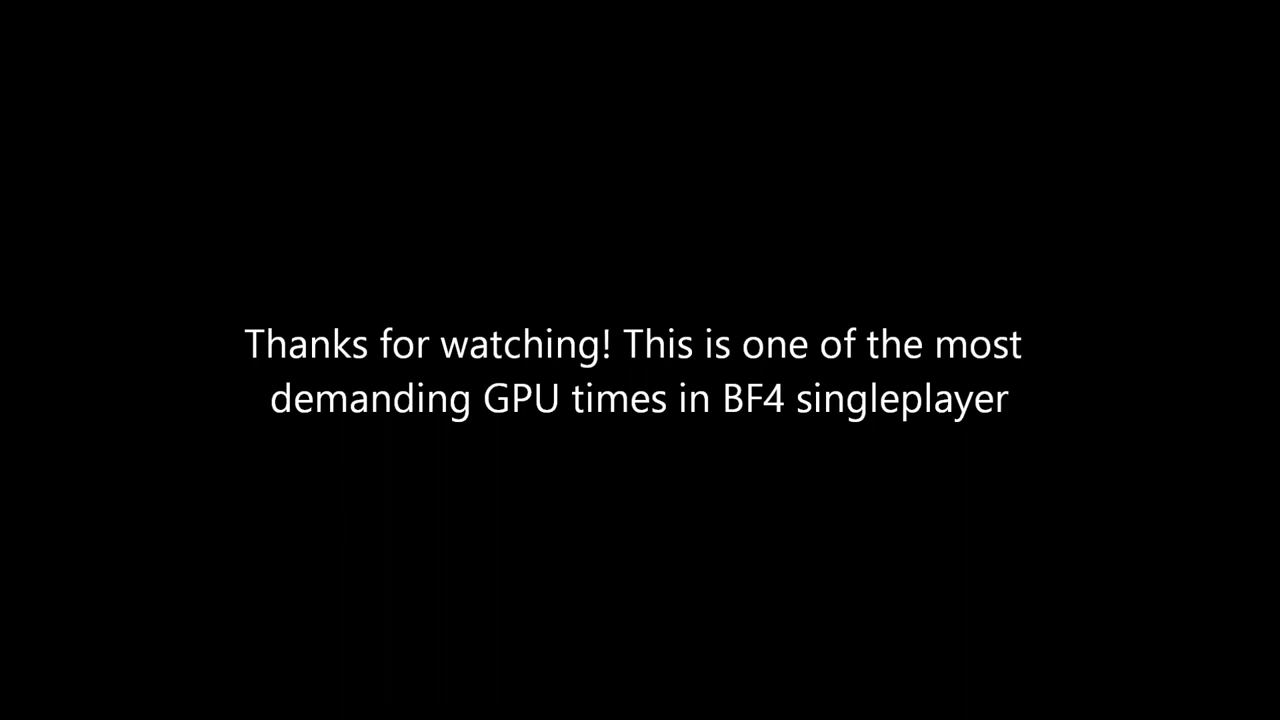 Thanks for watching! This is one of the most
demanding GPU times in BF4 singleplayer